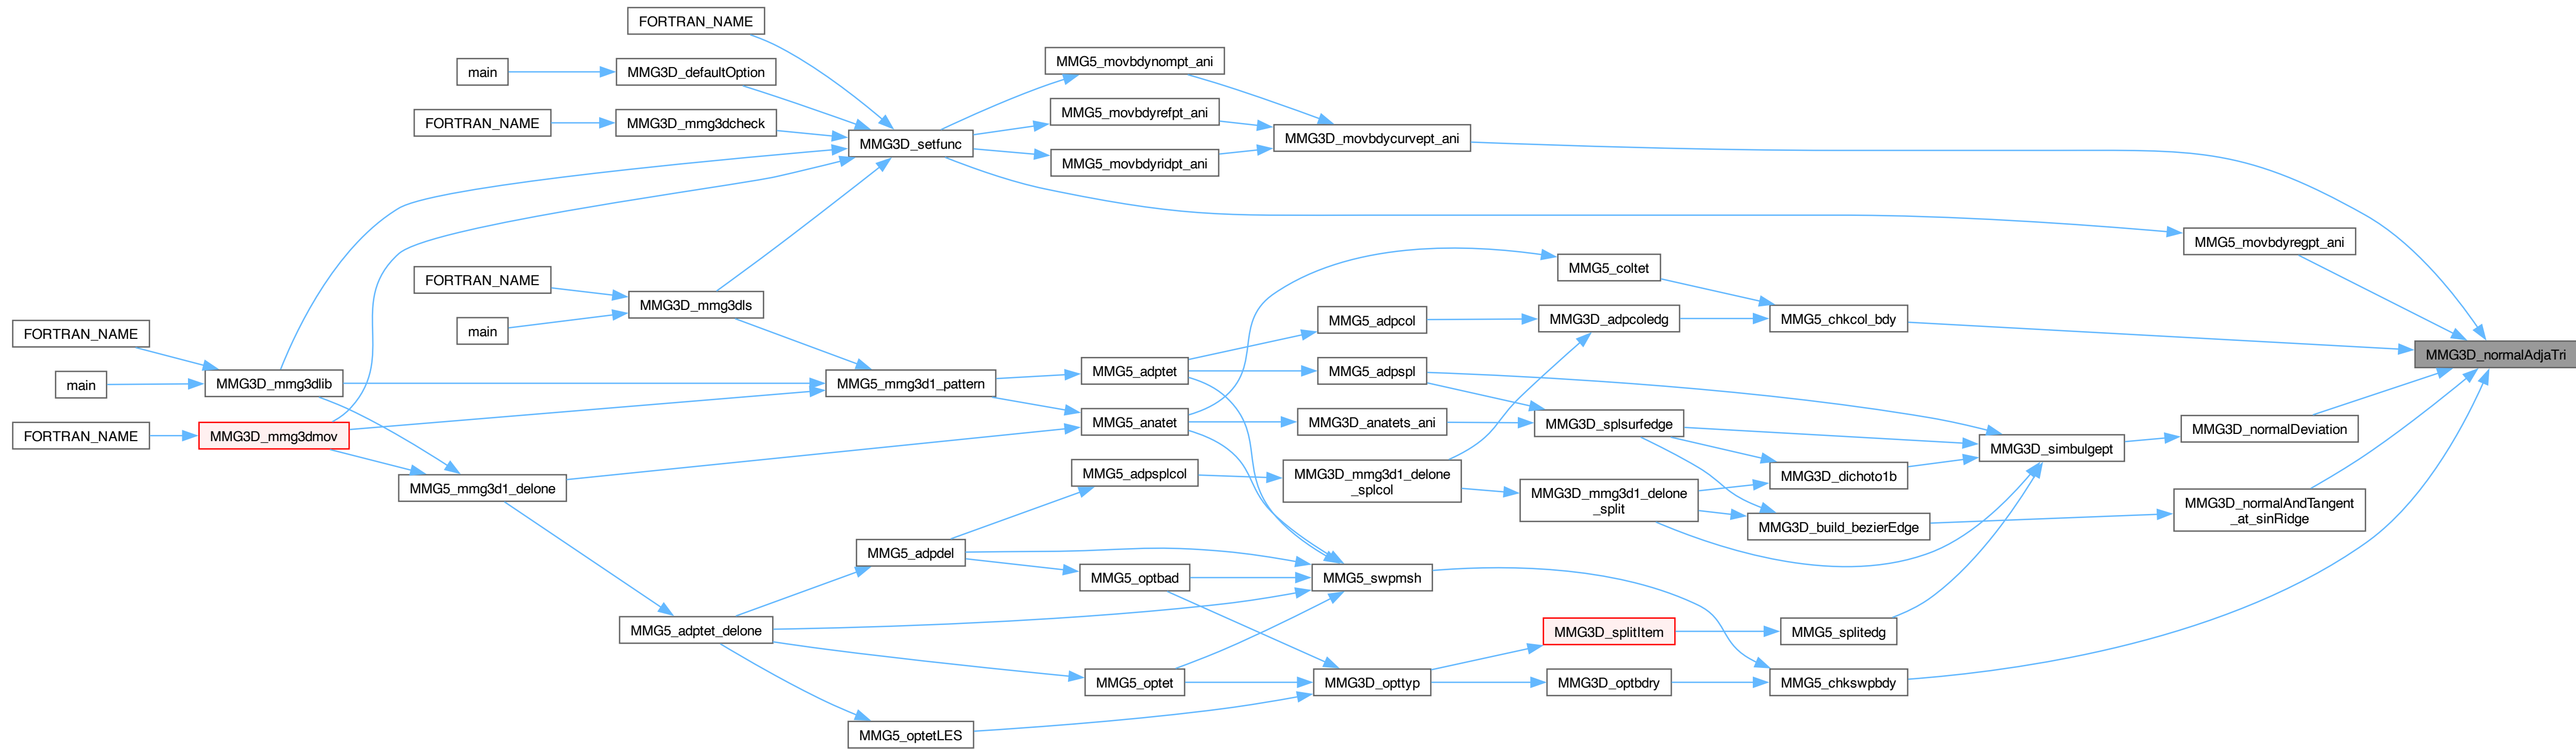 FORTRAN_NAME
main
MMG3D_defaultOption
MMG5_movbdynompt_ani
FORTRAN_NAME
MMG3D_mmg3dcheck
MMG5_movbdyrefpt_ani
MMG3D_setfunc
MMG3D_movbdycurvept_ani
MMG5_movbdyridpt_ani
MMG5_movbdyregpt_ani
MMG5_coltet
FORTRAN_NAME
MMG3D_mmg3dls
MMG5_adpcol
MMG3D_adpcoledg
MMG5_chkcol_bdy
FORTRAN_NAME
main
MMG3D_normalAdjaTri
main
MMG3D_mmg3dlib
MMG5_mmg3d1_pattern
MMG5_adptet
MMG5_adpspl
FORTRAN_NAME
MMG3D_mmg3dmov
MMG5_anatet
MMG3D_anatets_ani
MMG3D_splsurfedge
MMG3D_normalDeviation
MMG3D_simbulgept
MMG5_mmg3d1_delone
MMG5_adpsplcol
MMG3D_mmg3d1_delone
_splcol
MMG3D_mmg3d1_delone
_split
MMG3D_dichoto1b
MMG3D_build_bezierEdge
MMG3D_normalAndTangent
_at_sinRidge
MMG5_adpdel
MMG5_optbad
MMG5_swpmsh
MMG5_adptet_delone
MMG3D_splitItem
MMG5_splitedg
MMG5_optet
MMG3D_opttyp
MMG3D_optbdry
MMG5_chkswpbdy
MMG5_optetLES